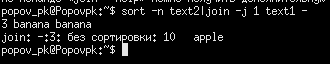 popov_pk@Popovpk:~$ sort -n text2|join -j 1 text1 -
3 banana banana
join: -:3: без сортировки: 10   apple
popov_pk@Popovpk:~$